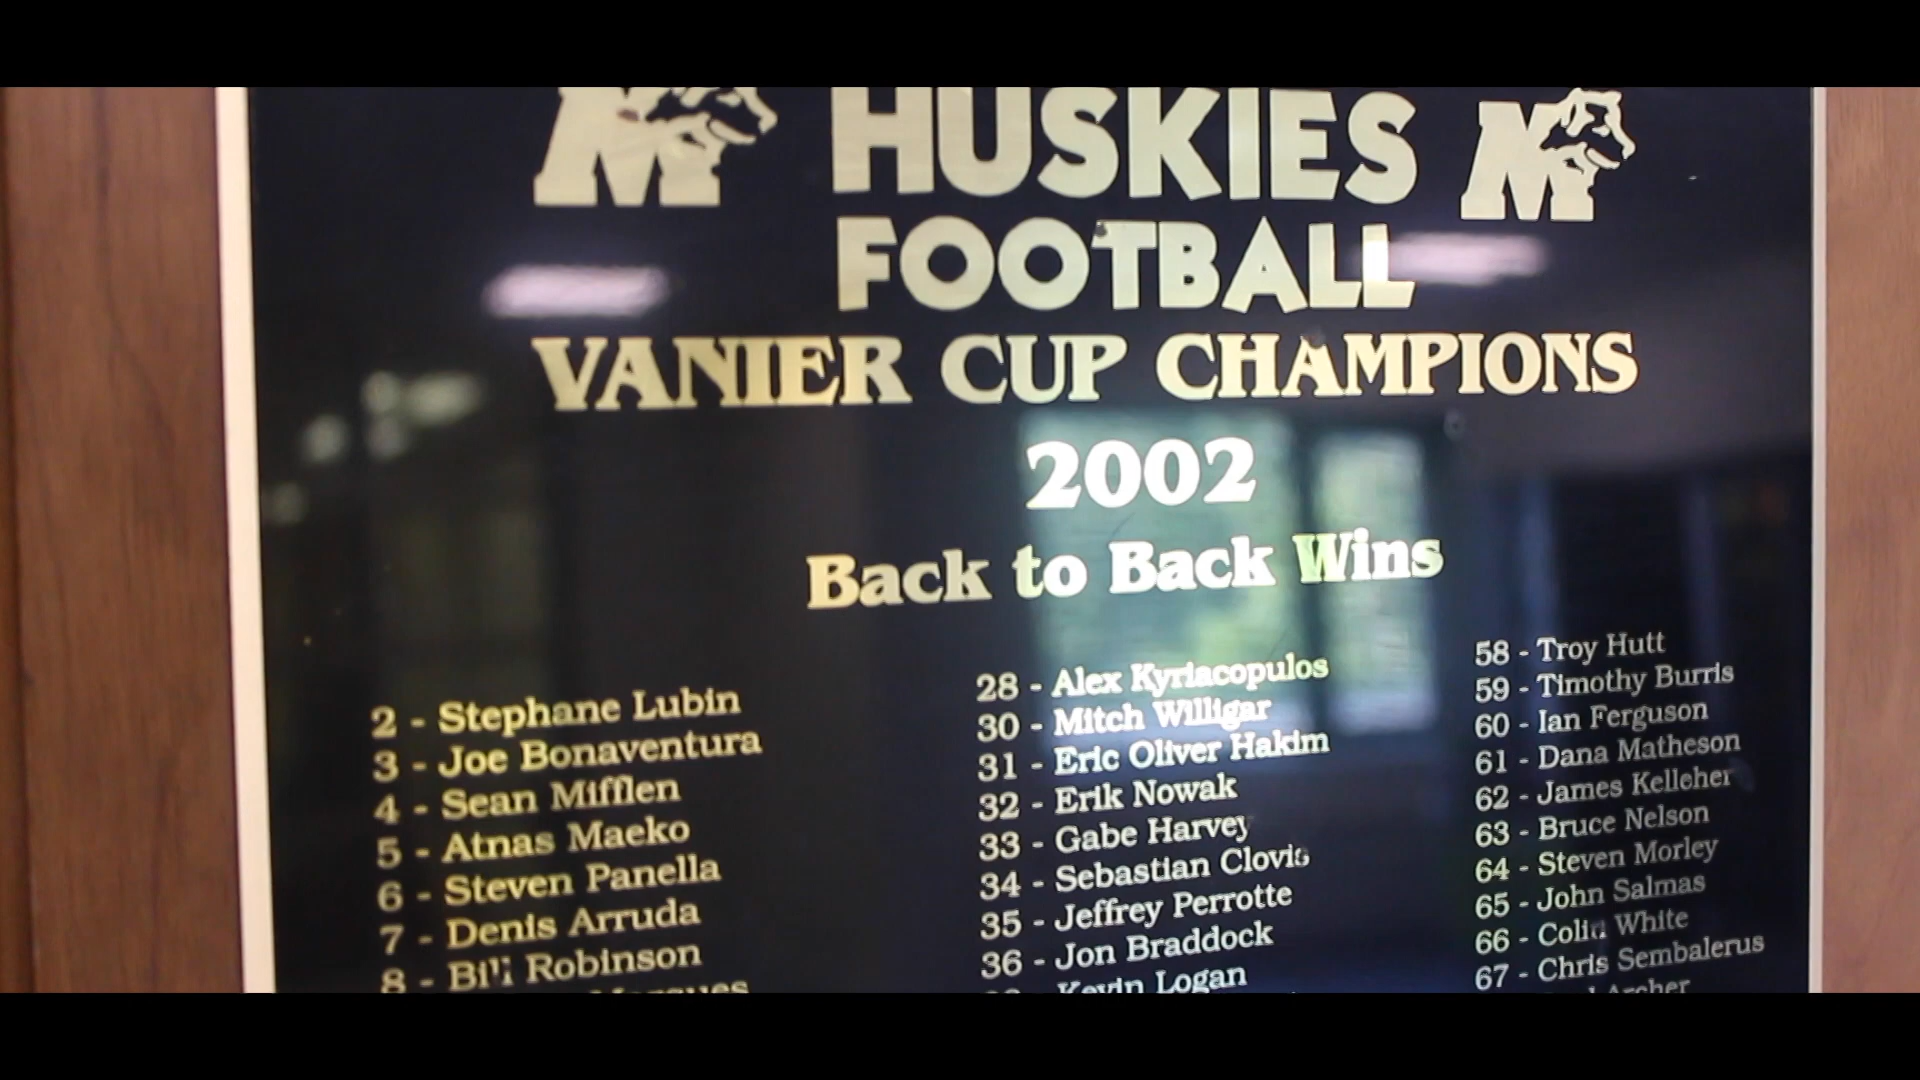 M HUSKIES M
FOOTBALL
VANIER CUP CHAMPIONS
2002
Back to Back Wins
2 - Stephane Lubin
3 - Joe Bonaventura
4 - Sean Mifflen
5 - Atnas Maeko
6 - Steven Panella
7 - Denis Arruda
8 - Bill Robinson
28 - Alex Kyriacopulos
30 - Mitch Willigar
31 - Eric Oliver Hakim
32 - Erik Nowak
33 - Gabe Harvey
34 - Sebastian Clovis
35 - Jeffrey Perrotte
36 - Jon Braddock
Kevin Logan
58 - Troy Hutt
59 - Timothy Burris
60 - Ian Ferguson
61 - Dana Matheson
62 - James Kelleher
63 - Bruce Nelson
64 - Steven Morley
65 - John Salmas
66 - Colin White
67 - Chris Sembalerus
Archer